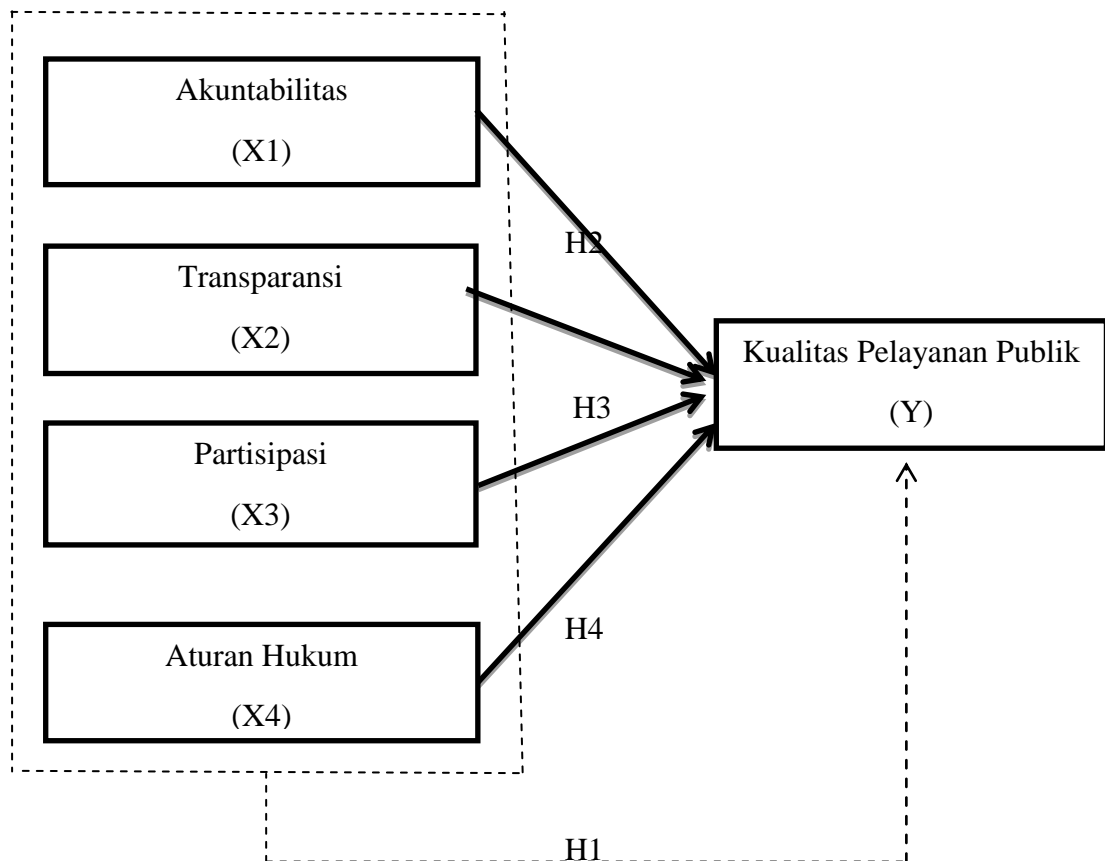 Akuntabilitas
(X1)
H2
Transparansi
(X2)
Kualitas Pelayanan Publik
(Y)
H3
Partisipasi
(X3)
H4
Aturan Hukum
(X4)
H1